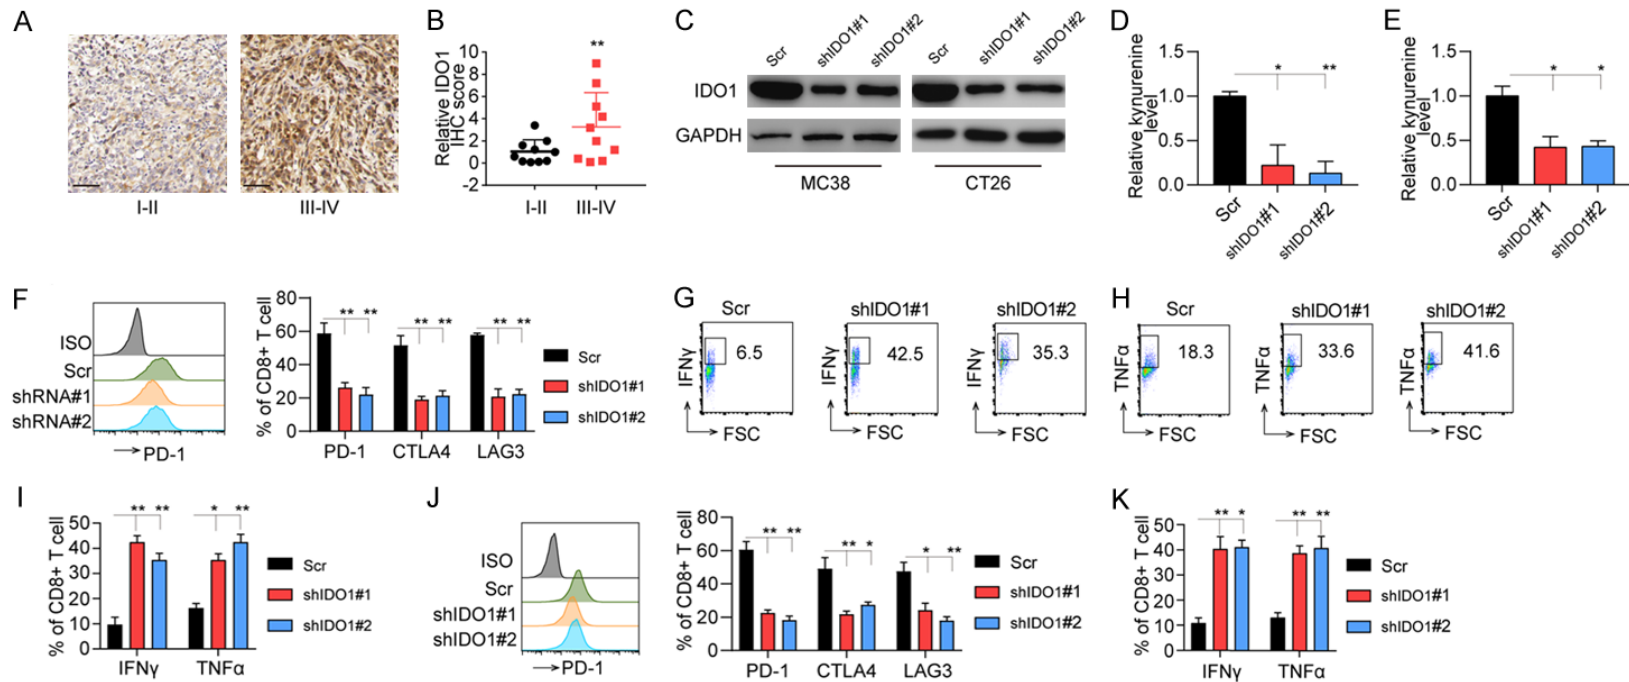 A
I-II
III-IV
B
Relative IDO1
IHC score
10
8
6
4
2
0
-2
**
I-II
III-IV
C
Scr
shIDO1#1
shIDO1#2
Scr
shIDO1#1
shIDO1#2
IDO1
GAPDH
MC38
CT26
D
Relative kynurenine
level
1.5
1.0
0.5
0.0
* **
Scr
shIDO1#1
shIDO1#2
E
Relative kynurenine
level
1.5
1.0
0.5
0.0
* *
Scr
shIDO1#1
shIDO1#2
F
ISO
Scr
shRNA#1
shRNA#2
PD-1
% of CD8+ T cell
80
60
40
20
0
** ** ** ** ** **
PD-1 CTLA4 LAG3
Scr
shIDO1#1
shIDO1#2
G
Scr
shIDO1#1
shIDO1#2
IFNγ
6.5
FSC
IFNγ
42.5
FSC
IFNγ
35.3
FSC
H
Scr
shIDO1#1
shIDO1#2
TNFα
18.3
FSC
TNFα
33.6
FSC
TNFα
41.6
FSC
I
% of CD8+ T cell
50
40
30
20
10
0
** ** * **
IFNγ TNFα
Scr
shIDO1#1
shIDO1#2
J
ISO
Scr
shIDO1#1
shIDO1#2
PD-1
% of CD8+ T cell
80
60
40
20
0
** ** ** * * **
PD-1 CTLA4 LAG3
Scr
shIDO1#1
shIDO1#2
K
% of CD8+ T cell
50
40
30
20
10
0
** * ** **
IFNγ TNFα
Scr
shIDO1#1
shIDO1#2